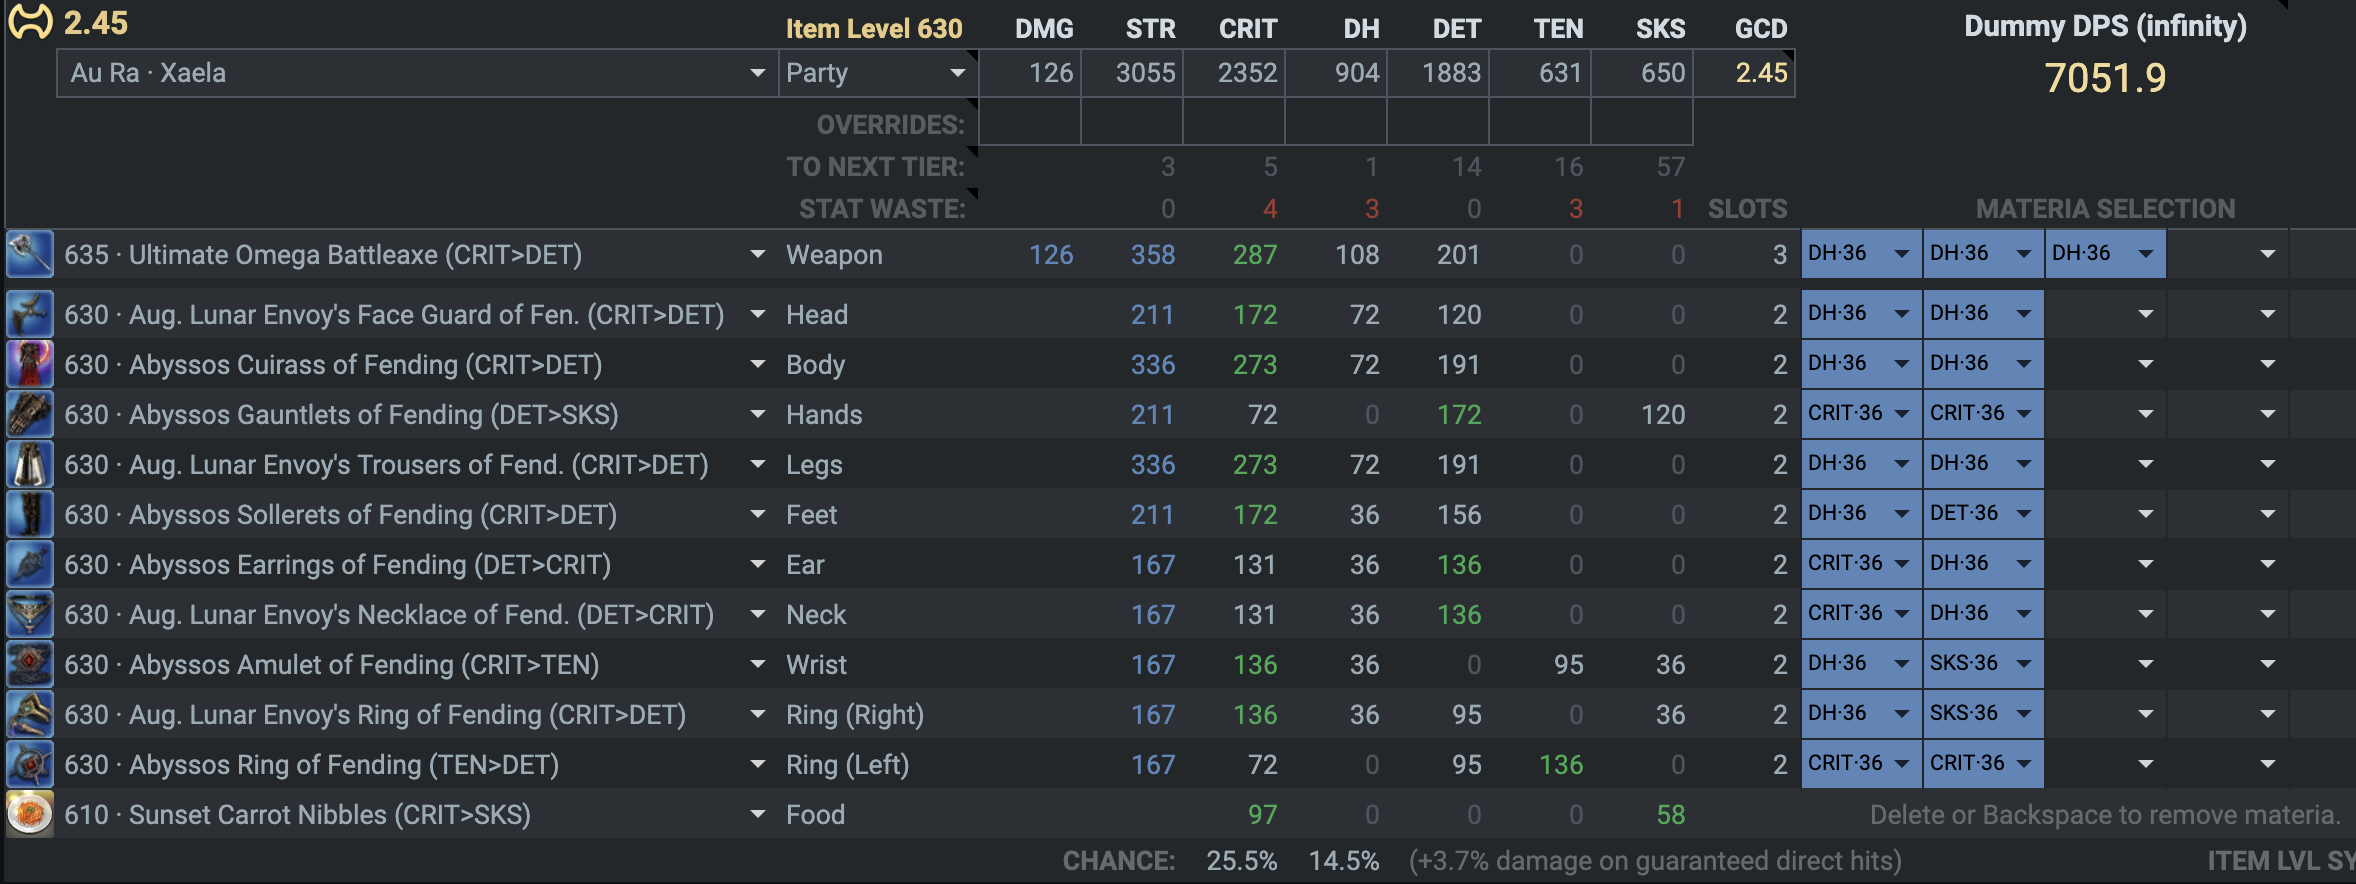 2.45 Item Level 630 DMG STR CRIT DH DET TEN SKS GCD Dummy DPS (infinity)
Au Ra · Xaela Party 126 3055 2352 904 1883 631 650 2.45 7051.9
OVERRIDES:
TO NEXT TIER: 3 5 1 14 16 57
STAT WASTE: 0 4 3 0 3 1 SLOTS MATERIA SELECTION
635 · Ultimate Omega Battleaxe (CRIT>DET) Weapon 126 358 287 108 201 0 0 3 DH·36 DH·36 DH·36
630 · Aug. Lunar Envoy's Face Guard of Fen. (CRIT>DET) Head 211 172 72 120 0 0 2 DH·36 DH·36
630 · Abyssos Cuirass of Fending (CRIT>DET) Body 336 273 72 191 0 0 2 DH·36 DH·36
630 · Abyssos Gauntlets of Fending (DET>SKS) Hands 211 72 0 172 0 120 2 CRIT·36 CRIT·36
630 · Aug. Lunar Envoy's Trousers of Fend. (CRIT>DET) Legs 336 273 72 191 0 0 2 DH·36 DH·36
630 · Abyssos Sollerets of Fending (CRIT>DET) Feet 211 172 36 156 0 0 2 DH·36 DET·36
630 · Abyssos Earrings of Fending (DET>CRIT) Ear 167 131 36 136 0 0 2 CRIT·36 DH·36
630 · Aug. Lunar Envoy's Necklace of Fend. (DET>CRIT) Neck 167 131 36 136 0 0 2 CRIT·36 DH·36
630 · Abyssos Amulet of Fending (CRIT>TEN) Wrist 167 136 36 0 95 36 2 DH·36 SKS·36
630 · Aug. Lunar Envoy's Ring of Fending (CRIT>DET) Ring (Right) 167 136 36 95 0 36 2 DH·36 SKS·36
630 · Abyssos Ring of Fending (TEN>DET) Ring (Left) 167 72 0 95 136 0 2 CRIT·36 CRIT·36
610 · Sunset Carrot Nibbles (CRIT>SKS) Food 97 0 0 0 58 Delete or Backspace to remove materia.
CHANCE: 25.5% 14.5% (+3.7% damage on guaranteed direct hits) ITEM LVL SY